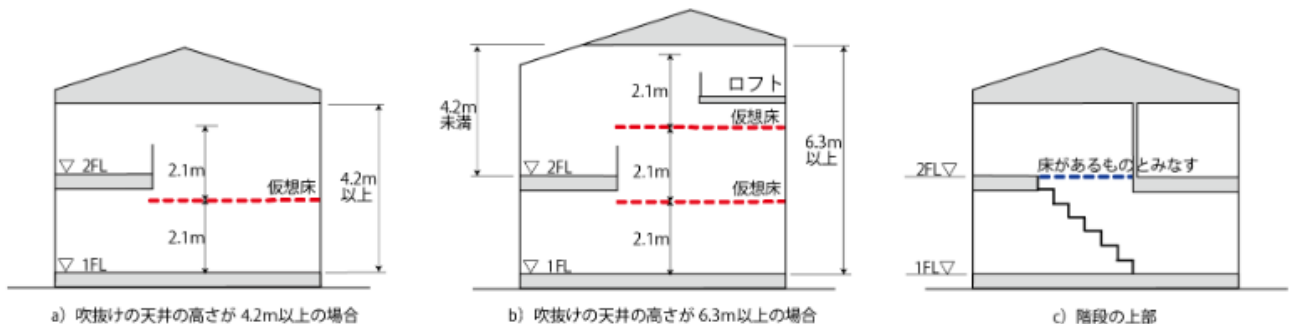 ▽ 2FL
2.1m
仮想床
4.2m
以上
2.1m
▽ 1FL
a）吹抜けの天井の高さが 4.2m以上の場合
4.2m
未満
2.1m
ロフト
仮想床
6.3m
以上
▽ 2FL
2.1m
仮想床
2.1m
▽ 1FL
b）吹抜けの天井の高さが 6.3m以上の場合
2FL▽
床があるものとみなす
1FL▽
c）階段の上部